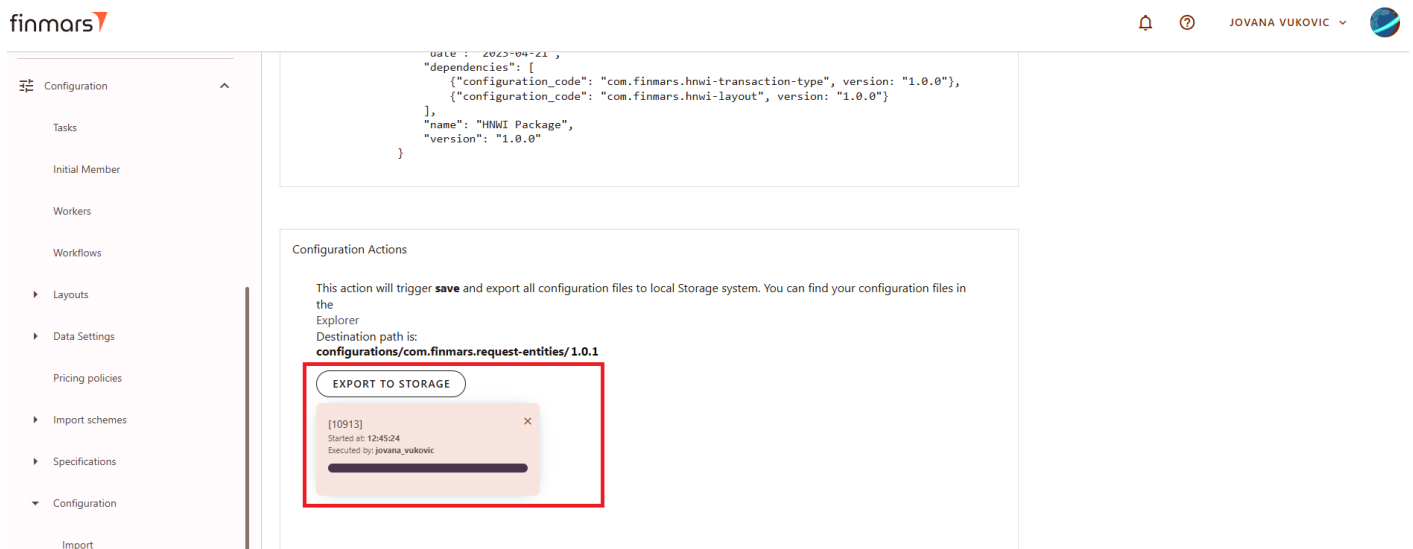 finmars
JOVANA VUKOVIC
Configuration
Tasks
Initial Member
Workers
Workflows
Layouts
Data Settings
Pricing policies
Import schemes
Specifications
Configuration
Import
"date": "2023-04-21",
"dependencies": [
{"configuration_code": "com.finmars.hnwi-transaction-type", version: "1.0.0"},
{"configuration_code": "com.finmars.hnwi-layout", version: "1.0.0"}
],
"name": "HNWI Package",
"version": "1.0.0"
}
Configuration Actions
This action will trigger save and export all configuration files to local Storage system. You can find your configuration files in
the
Explorer
Destination path is:
configurations/com.finmars.request-entities/1.0.1
EXPORT TO STORAGE
[10913]
Started at: 12:45:24
Executed by: jovana_vukovic